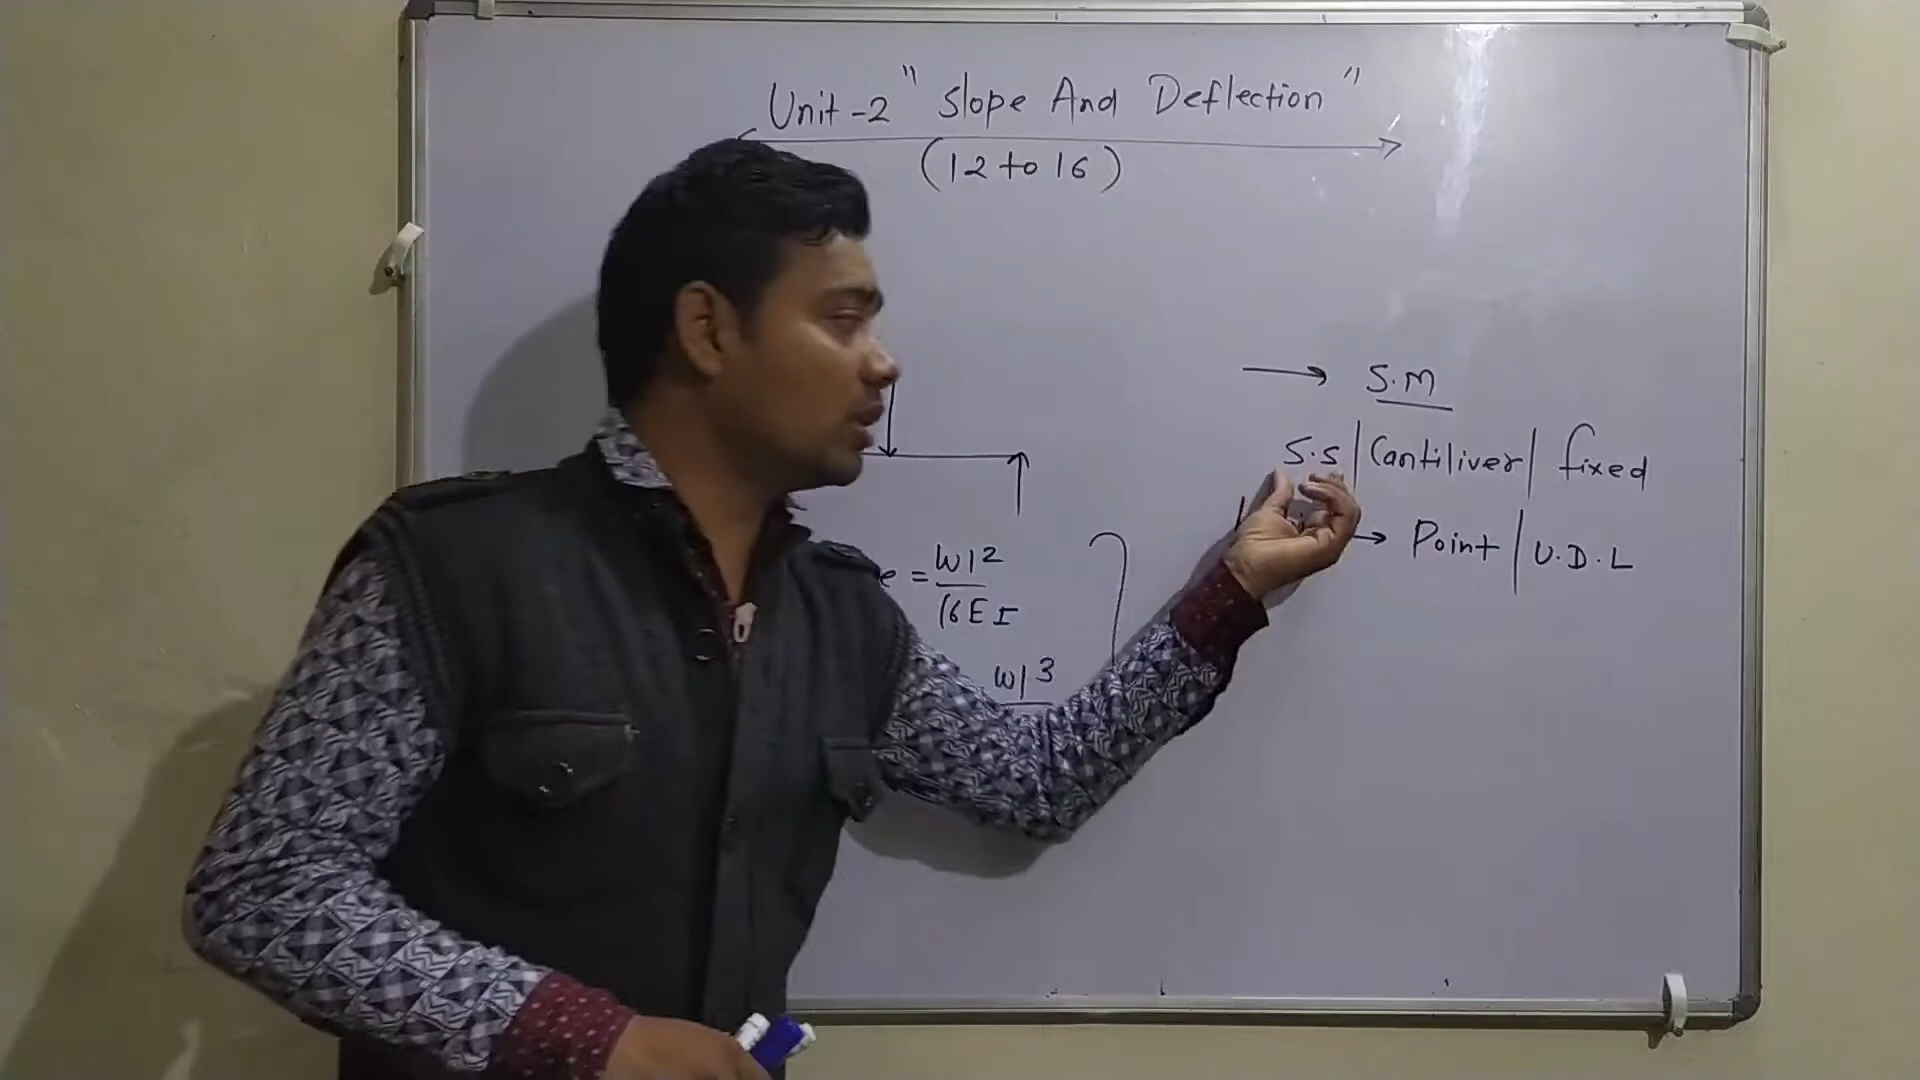 Unit-2 "Slope And Deflection"
(12 to 16)
→ S.M
S.S | Cantiliver | fixed
→ Point | U.D.L
e = Wl²
16EI
Wl³